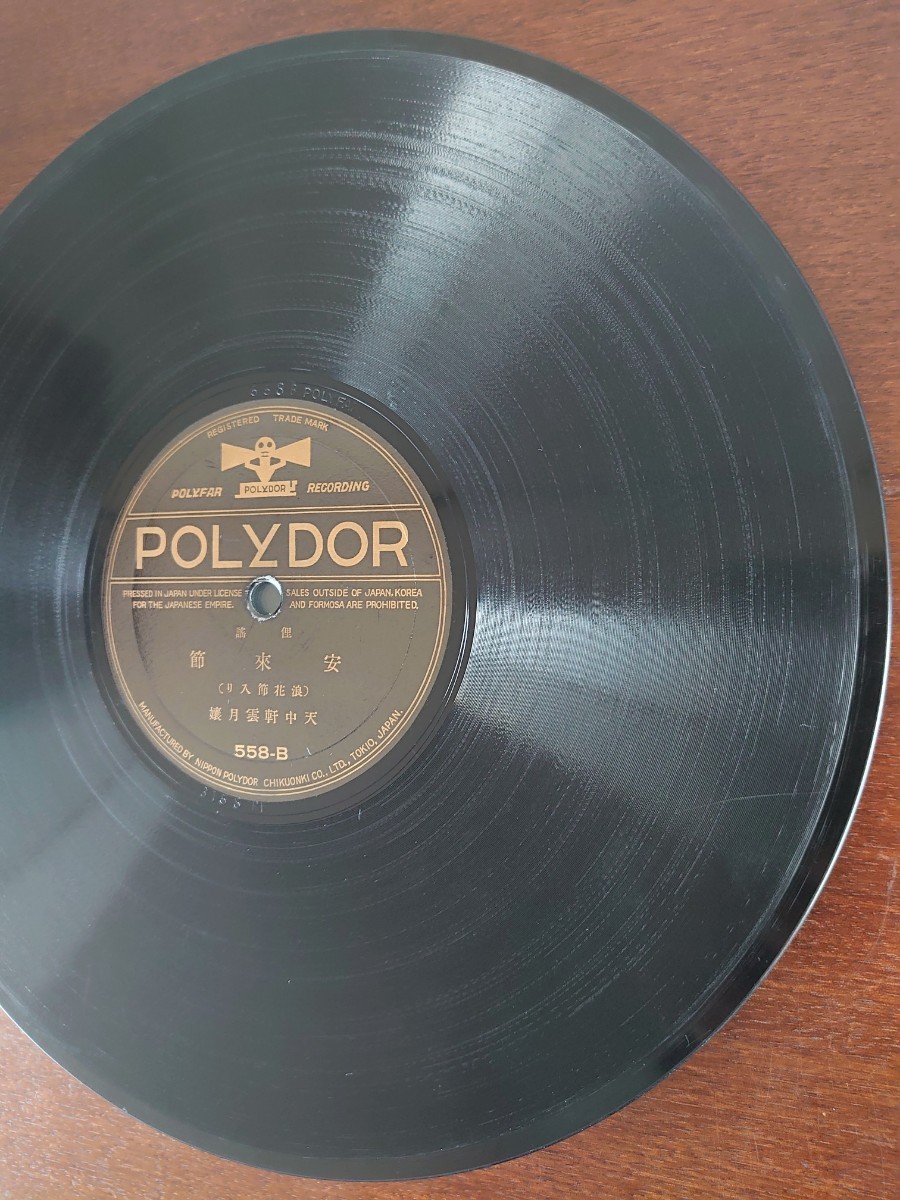 REGISTERED TRADE MARK
POLYDOR
POLYFAR RECORDING
POLYDOR
PRESSED IN JAPAN UNDER LICENSE SALES OUTSIDE OF JAPAN, KOREA
FOR THE JAPANESE EMPIRE. AND FORMOSA ARE PROHIBITED.
俚謡
安來節
(浪花節入り)
天中軒雲月嬢
558-B
MANUFACTURED BY NIPPON POLYDOR CHIKUONKI CO., LTD., TOKIO, JAPAN.